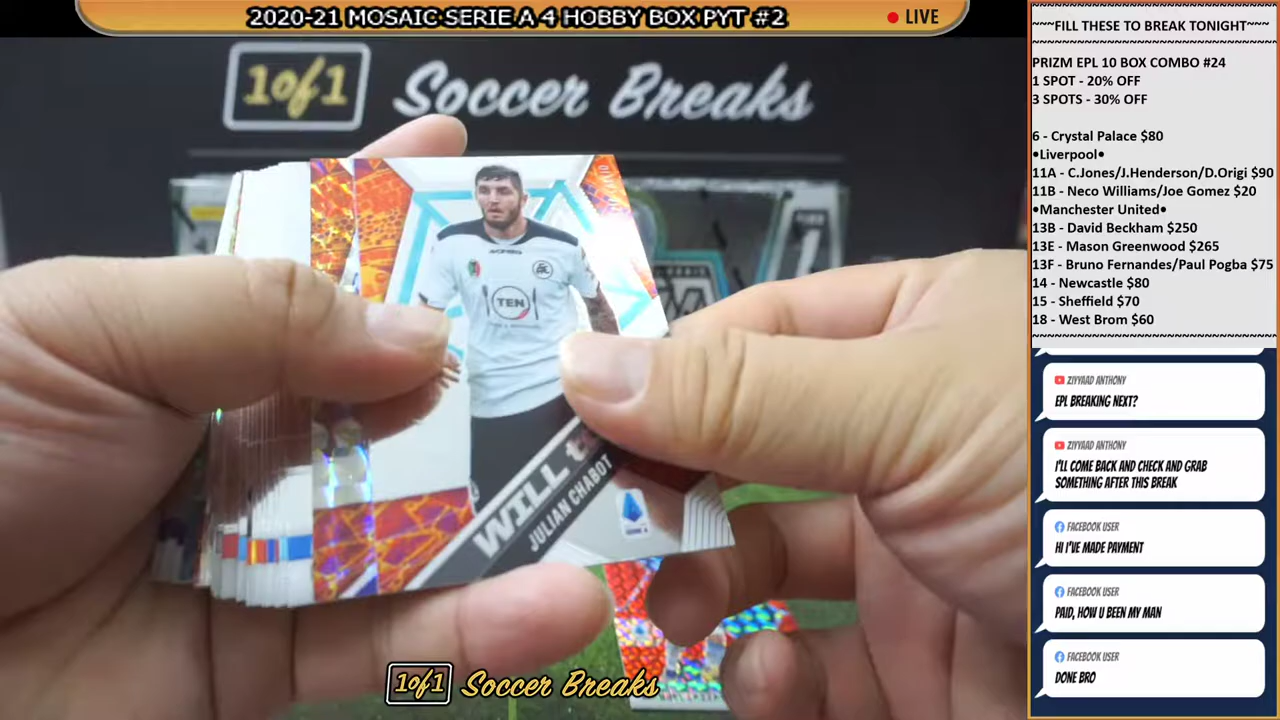 2020-21 MOSAIC SERIE A 4 HOBBY BOX PYT #2
LIVE
1of1 Soccer Breaks
TEN
WILL
JULIAN CHABOT
SERIE A
1of1 Soccer Breaks
~~~FILL THESE TO BREAK TONIGHT~~~
PRIZM EPL 10 BOX COMBO #24
1 SPOT - 20% OFF
3 SPOTS - 30% OFF
6 - Crystal Palace $80
•Liverpool•
11A - C.Jones/J.Henderson/D.Origi $90
11B - Neco Williams/Joe Gomez $20
•Manchester United•
13B - David Beckham $250
13E - Mason Greenwood $265
13F - Bruno Fernandes/Paul Pogba $75
14 - Newcastle $80
15 - Sheffield $70
18 - West Brom $60
ZIYYAAD ANTHONY
EPL BREAKING NEXT?
ZIYYAAD ANTHONY
I'LL COME BACK AND CHECK AND GRAB
SOMETHING AFTER THIS BREAK
FACEBOOK USER
HI I'VE MADE PAYMENT
FACEBOOK USER
PAID, HOW U BEEN MY MAN
FACEBOOK USER
DONE BRO